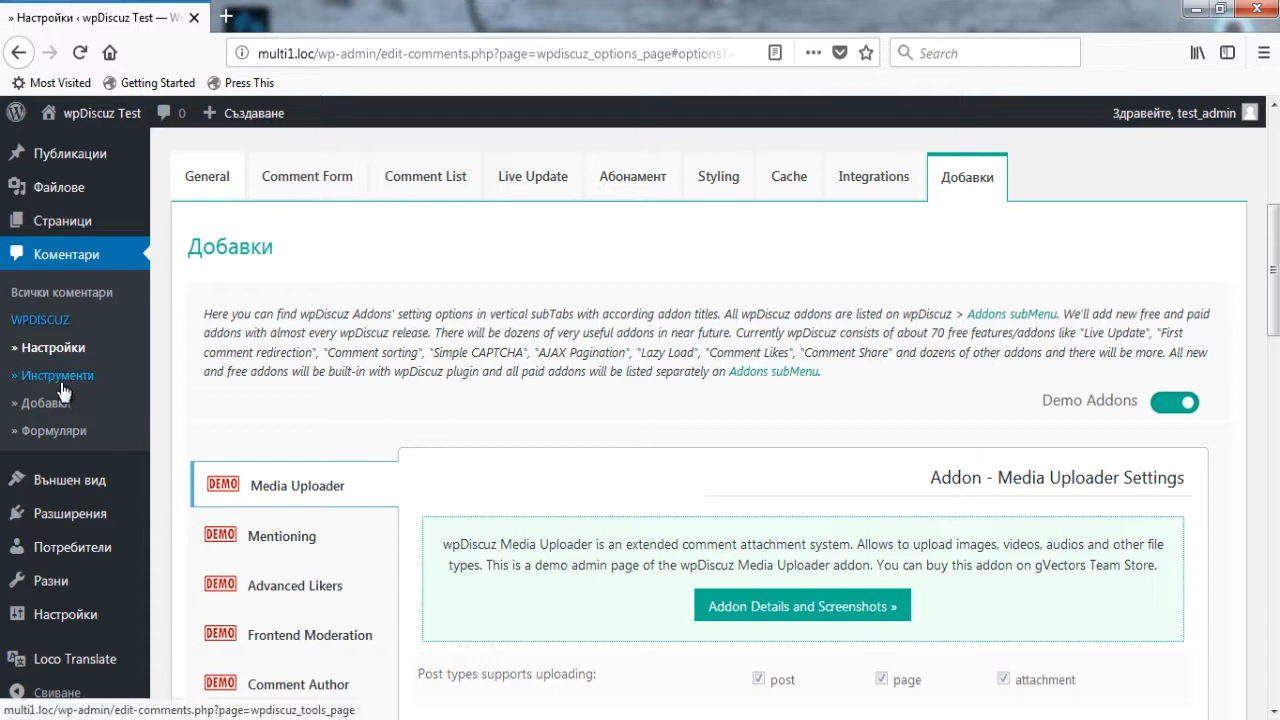 » Настройки ‹ wpDiscuz Test — W
multi1.loc/wp-admin/edit-comments.php?page=wpdiscuz_options_page#optionsT
Search
Most Visited
Getting Started
Press This
wpDiscuz Test
0
Създаване
Здравейте, test_admin
Публикации
Файлове
Страници
Коментари
Всички коментари
WPDISCUZ
» Настройки
» Инструменти
» Добавки
» Формуляри
Външен вид
Разширения
Потребители
Разни
Настройки
Loco Translate
Свиване
multi1.loc/wp-admin/edit-comments.php?page=wpdiscuz_tools_page
General
Comment Form
Comment List
Live Update
Абонамент
Styling
Cache
Integrations
Добавки
Добавки
Here you can find wpDiscuz Addons' setting options in vertical subTabs with according addon titles. All wpDiscuz addons are listed on wpDiscuz > Addons subMenu. We'll add new free and paid
addons with almost every wpDiscuz release. There will be dozens of very useful addons in near future. Currently wpDiscuz consists of about 70 free features/addons like "Live Update", "First
comment redirection", "Comment sorting", "Simple CAPTCHA", "AJAX Pagination", "Lazy Load", "Comment Likes", "Comment Share" and dozens of other addons and there will be more. All new
and free addons will be built-in with wpDiscuz plugin and all paid addons will be listed separately on Addons subMenu.
Demo Addons
DEMO Media Uploader
DEMO Mentioning
DEMO Advanced Likers
DEMO Frontend Moderation
DEMO Comment Author
Addon - Media Uploader Settings
wpDiscuz Media Uploader is an extended comment attachment system. Allows to upload images, videos, audios and other file
types. This is a demo admin page of the wpDiscuz Media Uploader addon. You can buy this addon on gVectors Team Store.
Addon Details and Screenshots »
Post types supports uploading:
post
page
attachment